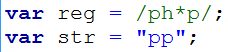 var reg = /ph*p/;
var str = "pp";